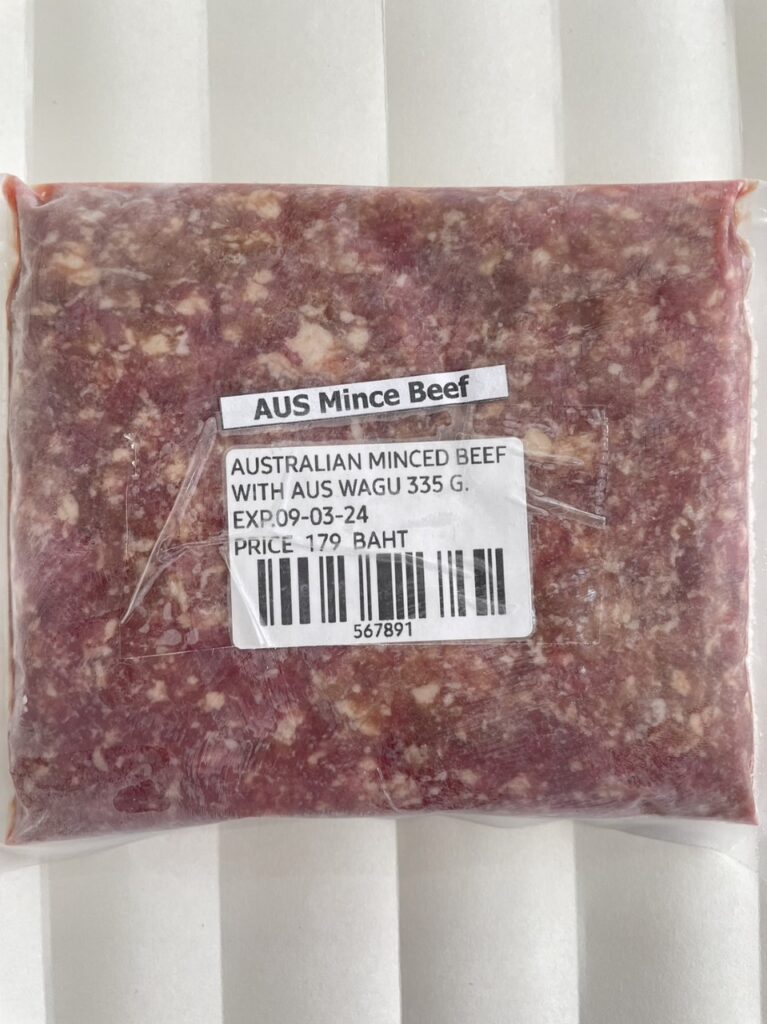 AUS Mince Beef
AUSTRALIAN MINCED BEEF
WITH AUS WAGU 335 G.
EXP.09-03-24
PRICE 179 BAHT
567891